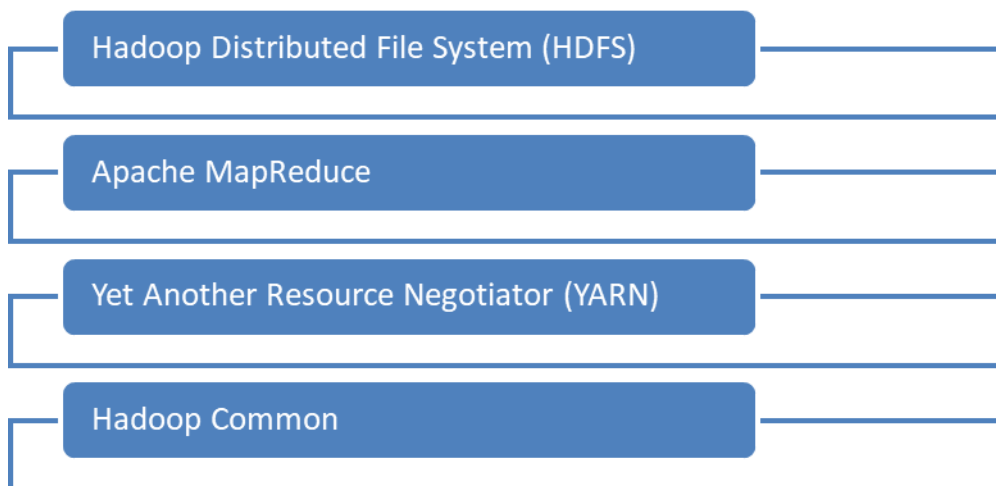 Hadoop Distributed File System (HDFS)
Apache MapReduce
Yet Another Resource Negotiator (YARN)
Hadoop Common